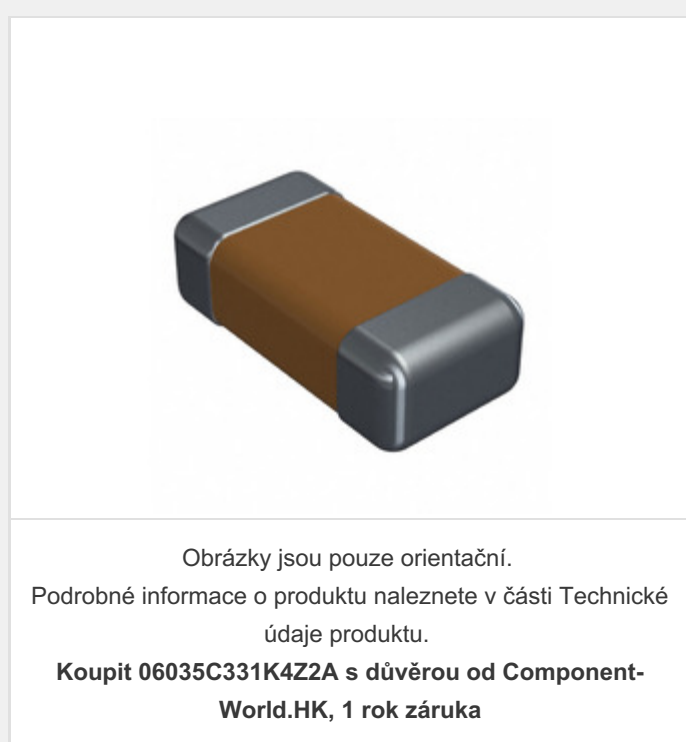 Obrázky jsou pouze orientační.
Podrobné informace o produktu naleznete v části Technické
údaje produktu.
Koupit 06035C331K4Z2A s důvěrou od Component-
World.HK, 1 rok záruka